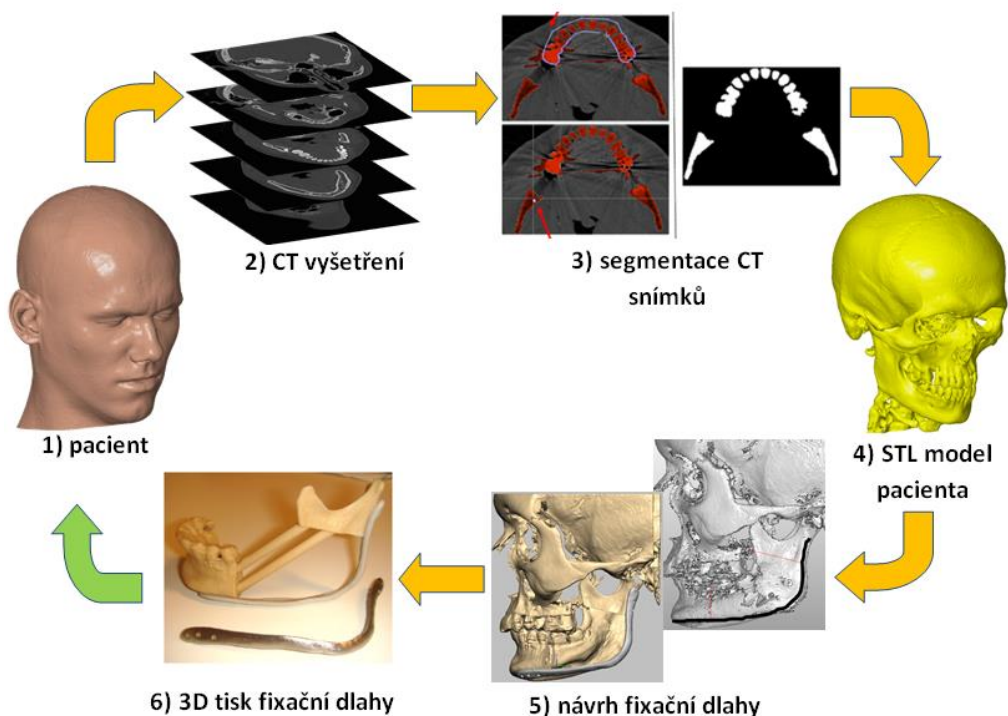 1) pacient
2) CT vyšetření
3) segmentace CT
snímků
4) STL model
pacienta
5) návrh fixační dlahy
6) 3D tisk fixační dlahy